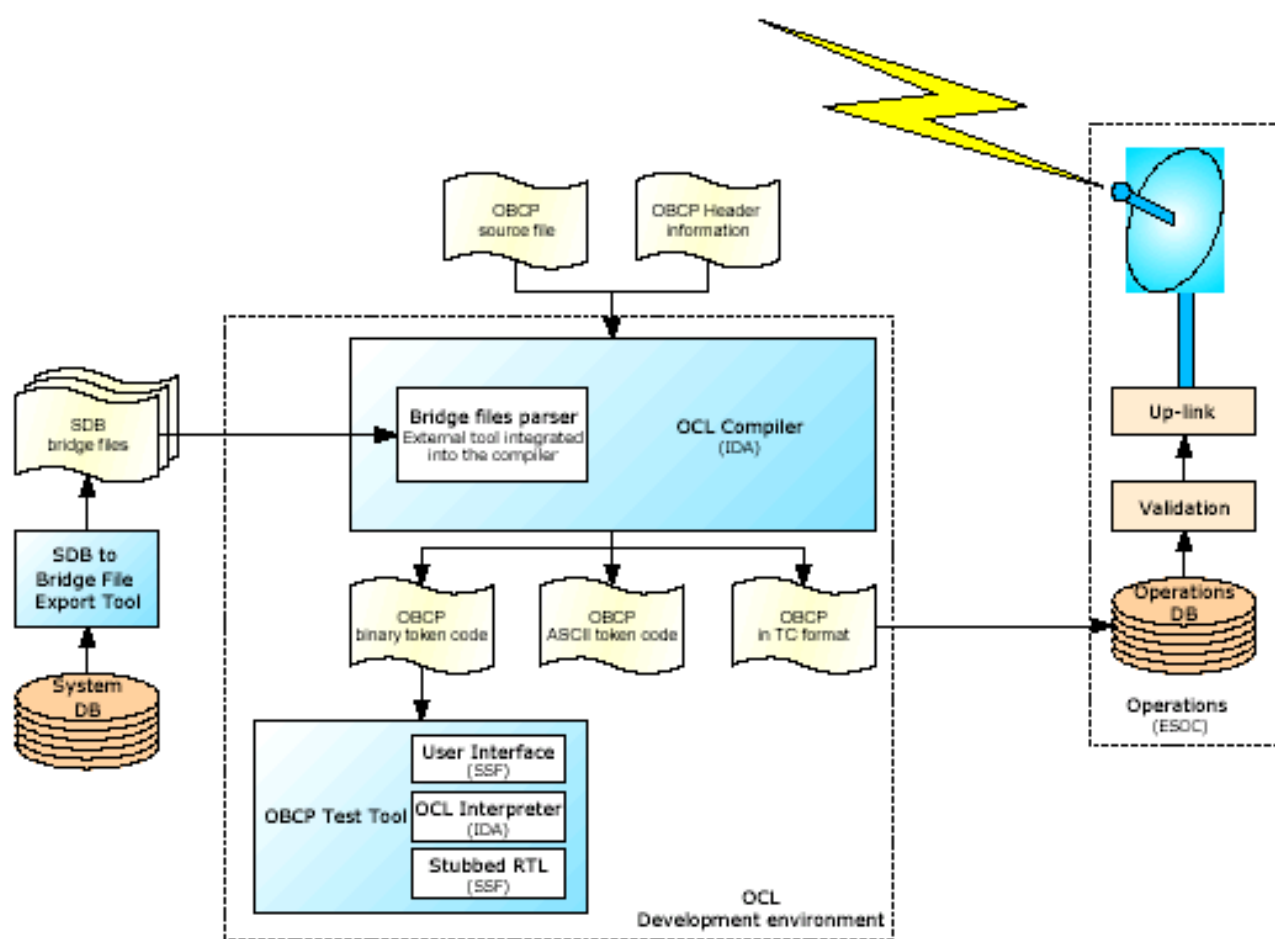 OBCP
source file
OBCP Header
information
SDB
bridge files
Bridge files parser
External tool integrated
into the compiler
OCL Compiler
(IDA)
Up-link
Validation
SDB to
Bridge File
Export Tool
OBCP
binary token code
OBCP
ASCII token code
OBCP
in TC format
Operations
DB
System
DB
Operations
(ESOC)
OBCP Test Tool
User Interface
(SSF)
OCL Interpreter
(IDA)
Stubbed RTL
(SSF)
OCL
Development environment